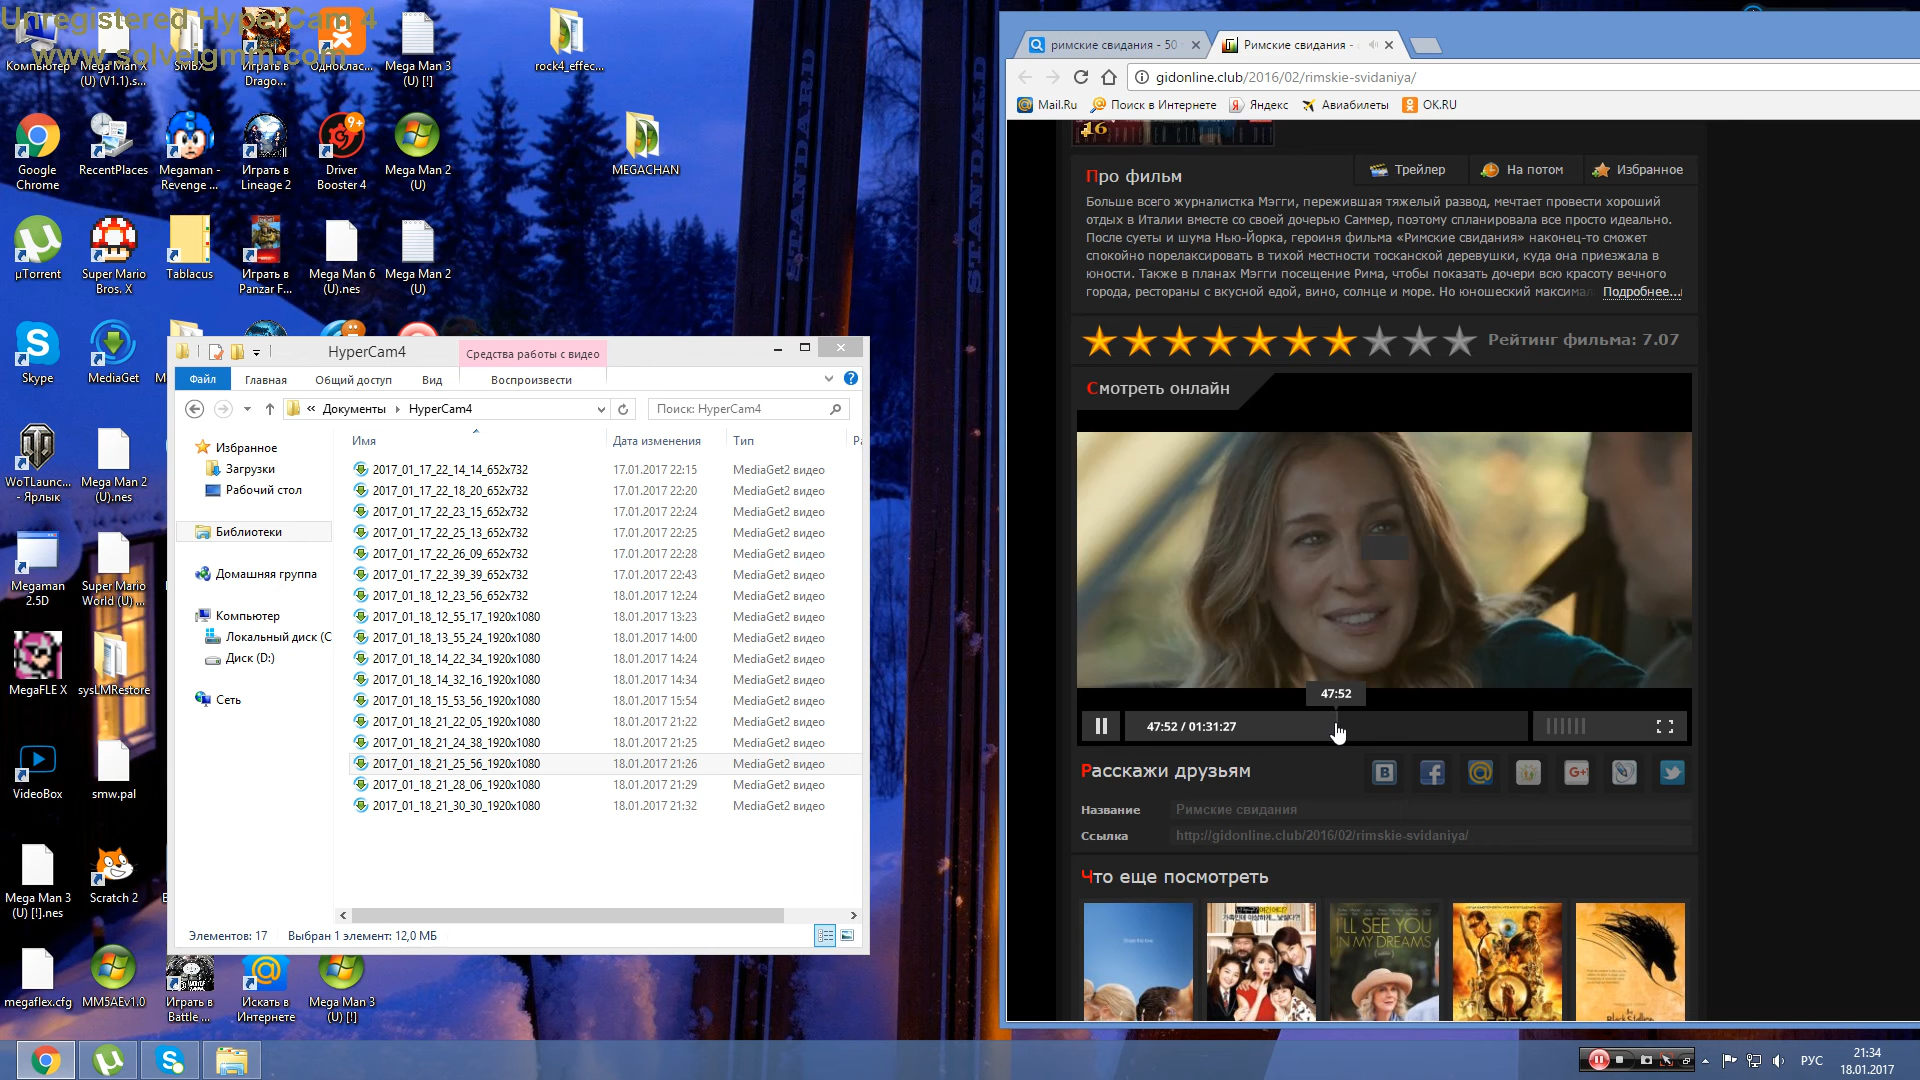 Unregistered HyperCam 4
www.solveigmm.com
Компьютер
Mega Man X (U) (V1.1).s...
SMBX
Играть в Drago...
Одноклас...
Mega Man 3 (U) [!]
rock4_effec...
Google Chrome
RecentPlaces
Megaman - Revenge ...
Играть в Lineage 2
9+
Driver Booster 4
Mega Man 2 (U)
MEGACHAN
µTorrent
Super Mario Bros. X
Tablacus
Играть в Panzar F...
Mega Man 6 (U).nes
Mega Man 2 (U)
Skype
MediaGet
WoTLaunc... - Ярлык
Mega Man 2 (U).nes
Megaman 2.5D
Super Mario World (U) ...
MegaFLE X
sysLMRestore
VideoBox
smw.pal
Mega Man 3 (U) [!].nes
Scratch 2
megaflex.cfg
MM5AEv1.0
Играть в Battle ...
Искать в Интернете
Mega Man 3 (U) [!]
HyperCam4
Средства работы с видео
Файл
Главная
Общий доступ
Вид
Воспроизвести
« Документы
HyperCam4
Поиск: HyperCam4
Имя
Дата изменения
Тип
Избранное
Загрузки
Рабочий стол
Библиотеки
Домашняя группа
Компьютер
Локальный диск (C
Диск (D:)
Сеть
2017_01_17_22_14_14_652x732 17.01.2017 22:15 MediaGet2 видео
2017_01_17_22_18_20_652x732 17.01.2017 22:20 MediaGet2 видео
2017_01_17_22_23_15_652x732 17.01.2017 22:24 MediaGet2 видео
2017_01_17_22_25_13_652x732 17.01.2017 22:25 MediaGet2 видео
2017_01_17_22_26_09_652x732 17.01.2017 22:28 MediaGet2 видео
2017_01_17_22_39_39_652x732 17.01.2017 22:43 MediaGet2 видео
2017_01_18_12_23_56_652x732 18.01.2017 12:24 MediaGet2 видео
2017_01_18_12_55_17_1920x1080 18.01.2017 13:23 MediaGet2 видео
2017_01_18_13_55_24_1920x1080 18.01.2017 14:00 MediaGet2 видео
2017_01_18_14_22_34_1920x1080 18.01.2017 14:24 MediaGet2 видео
2017_01_18_14_32_16_1920x1080 18.01.2017 14:34 MediaGet2 видео
2017_01_18_15_53_56_1920x1080 18.01.2017 15:54 MediaGet2 видео
2017_01_18_21_22_05_1920x1080 18.01.2017 21:22 MediaGet2 видео
2017_01_18_21_24_38_1920x1080 18.01.2017 21:25 MediaGet2 видео
2017_01_18_21_25_56_1920x1080 18.01.2017 21:26 MediaGet2 видео
2017_01_18_21_28_06_1920x1080 18.01.2017 21:29 MediaGet2 видео
2017_01_18_21_30_30_1920x1080 18.01.2017 21:32 MediaGet2 видео
Элементов: 17
Выбран 1 элемент: 12,0 МБ
римские свидания - 50
Римские свидания -
gidonline.club/2016/02/rimskie-svidaniya/
Mail.Ru
Поиск в Интернете
Яндекс
Авиабилеты
OK.RU
16
Про фильм
Трейлер
На потом
Избранное
Больше всего журналистка Мэгги, пережившая тяжелый развод, мечтает провести хороший
отдых в Италии вместе со своей дочерью Саммер, поэтому спланировала все просто идеально.
После суеты и шума Нью-Йорка, героиня фильма «Римские свидания» наконец-то сможет
спокойно порелаксировать в тихой местности тосканской деревушки, куда она приезжала в
юности. Также в планах Мэгги посещение Рима, чтобы показать дочери всю красоту вечного
города, рестораны с вкусной едой, вино, солнце и море. Но юношеский максимал Подробнее...
Рейтинг фильма: 7.07
Смотреть онлайн
47:52
47:52 / 01:31:27
Расскажи друзьям
Название
Римские свидания
Ссылка
http://gidonline.club/2016/02/rimskie-svidaniya/
Что еще посмотреть
I'LL SEE YOU
IN MY DREAMS
РУС
21:34
18.01.2017